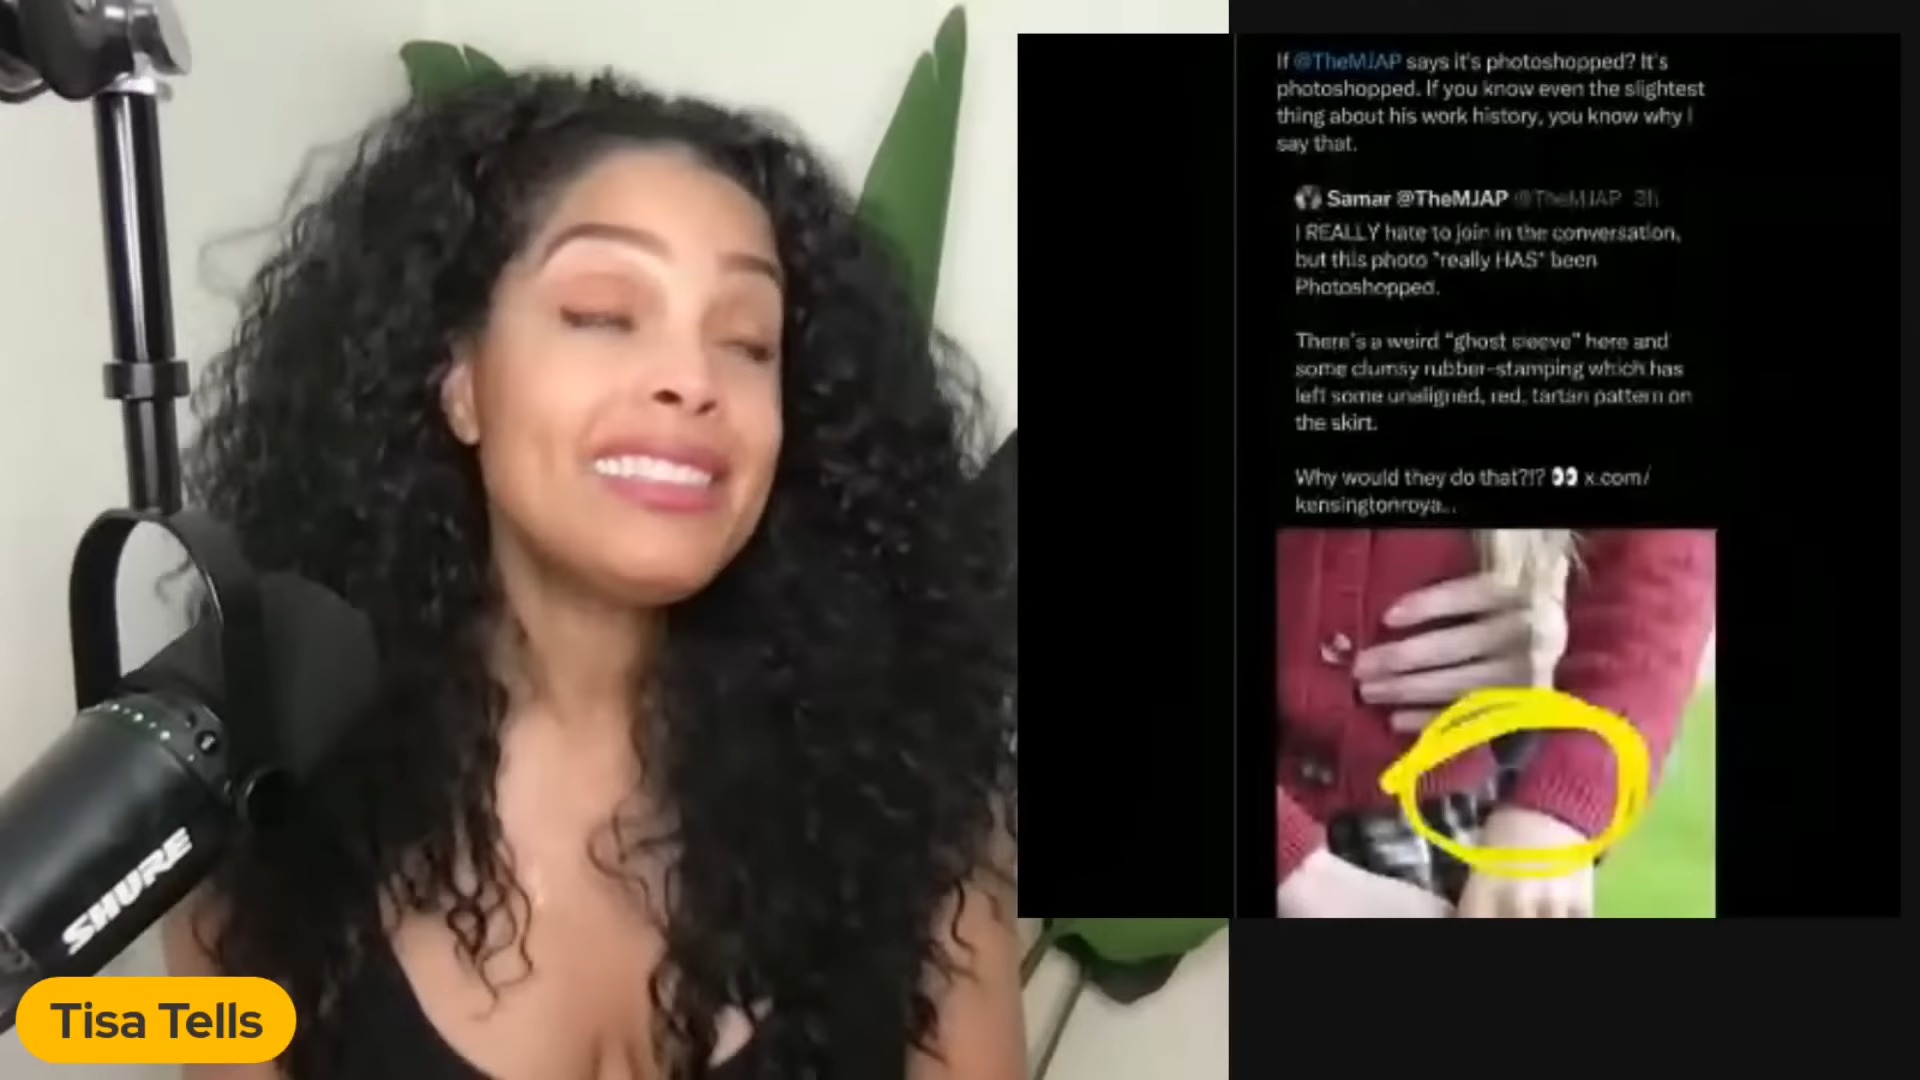 If @TheMJAP says it's photoshopped? It's
photoshopped. If you know even the slightest
thing about his work history, you know why I
say that.
Samar @TheMJAP @TheMJAP 3h
I REALLY hate to join in the conversation,
but this photo *really HAS* been
Photoshopped.
There's a weird "ghost sleeve" here and
some clumsy rubber-stamping which has
left some unaligned, red, tartan pattern on
the skirt.
Why would they do that?!? 👀 x.com/
kensingtonroya...
SHURE
Tisa Tells